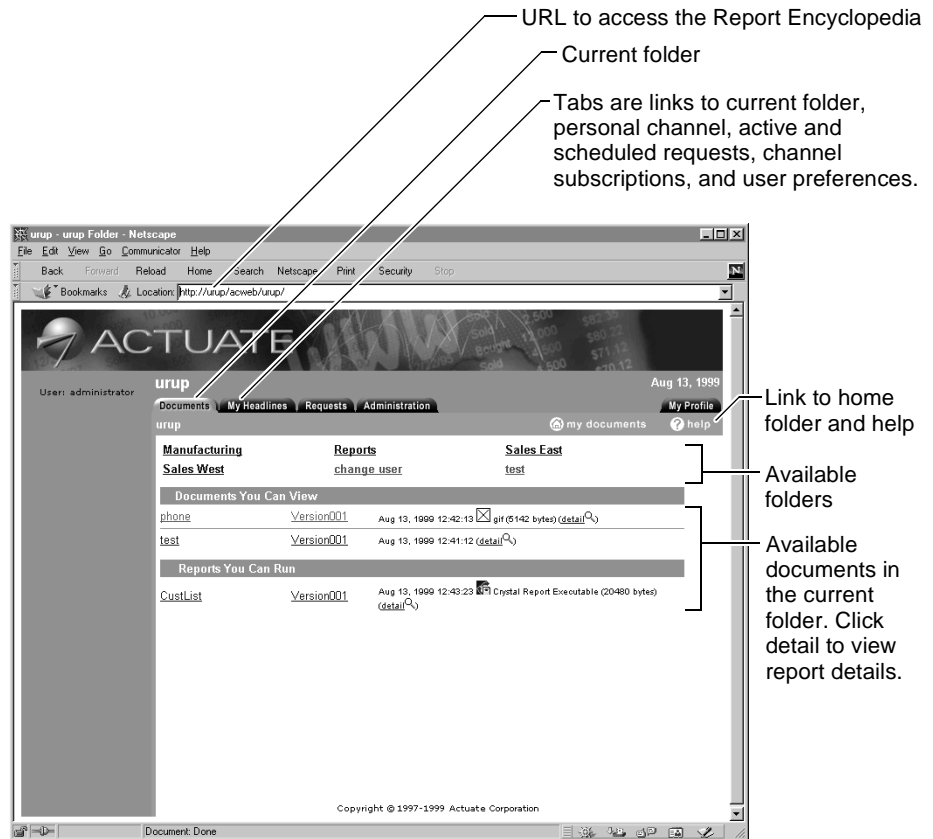 URL to access the Report Encyclopedia
Current folder
Tabs are links to current folder,
personal channel, active and
scheduled requests, channel
subscriptions, and user preferences.
urup - urup Folder - Netscape
File Edit View Go Communicator Help
Back Forward Reload Home Search Netscape Print Security Stop
Bookmarks Location: http://urup/acweb/urup/
ACTUATE
User: administrator
urup
Aug 13, 1999
Documents My Headlines Requests Administration My Profile
urup
my documents
help
Link to home
folder and help
Manufacturing Reports Sales East
Sales West change user test
Available
folders
Documents You Can View
phone Version001 Aug 13, 1999 12:42:13 gif (5142 bytes) (detail)
test Version001 Aug 13, 1999 12:41:12 (detail)
Reports You Can Run
CustList Version001 Aug 13, 1999 12:43:23 Crystal Report Executable (20480 bytes)
(detail)
Available
documents in
the current
folder. Click
detail to view
report details.
Copyright © 1997-1999 Actuate Corporation
Document: Done